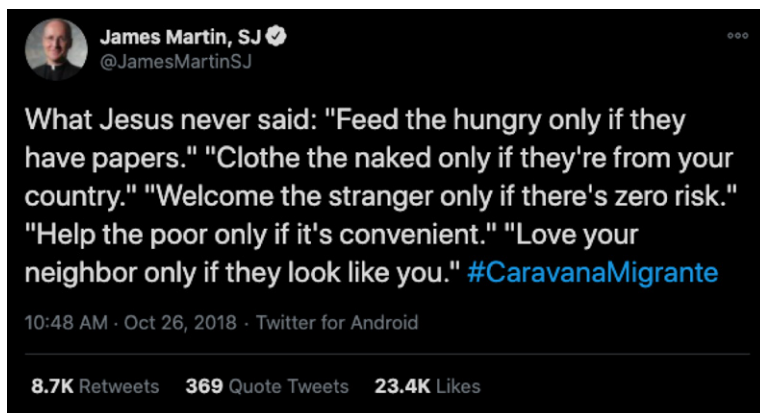 James Martin, SJ
@JamesMartinSJ
What Jesus never said: "Feed the hungry only if they
have papers." "Clothe the naked only if they're from your
country." "Welcome the stranger only if there's zero risk."
"Help the poor only if it's convenient." "Love your
neighbor only if they look like you." #CaravanaMigrante
10:48 AM · Oct 26, 2018 · Twitter for Android
8.7K Retweets 369 Quote Tweets 23.4K Likes